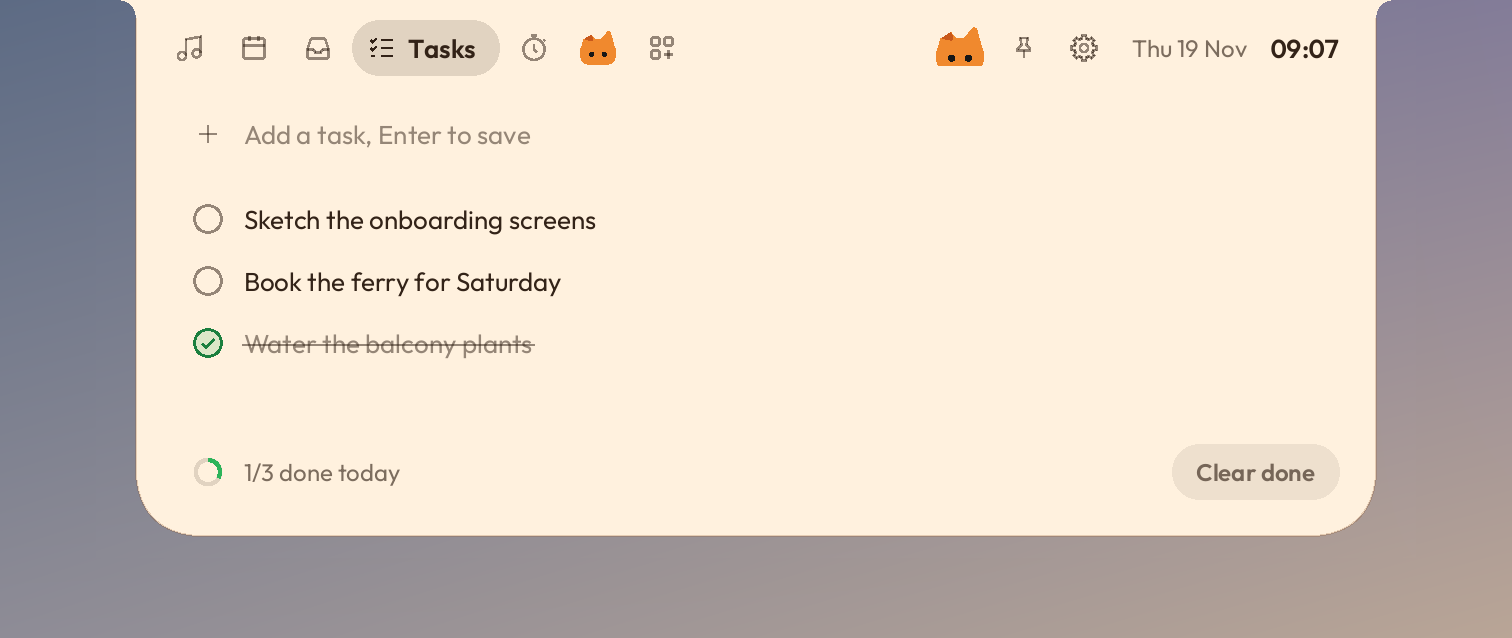 Tasks
Thu 19 Nov 09:07
Add a task, Enter to save
Sketch the onboarding screens
Book the ferry for Saturday
Water the balcony plants
1/3 done today
Clear done